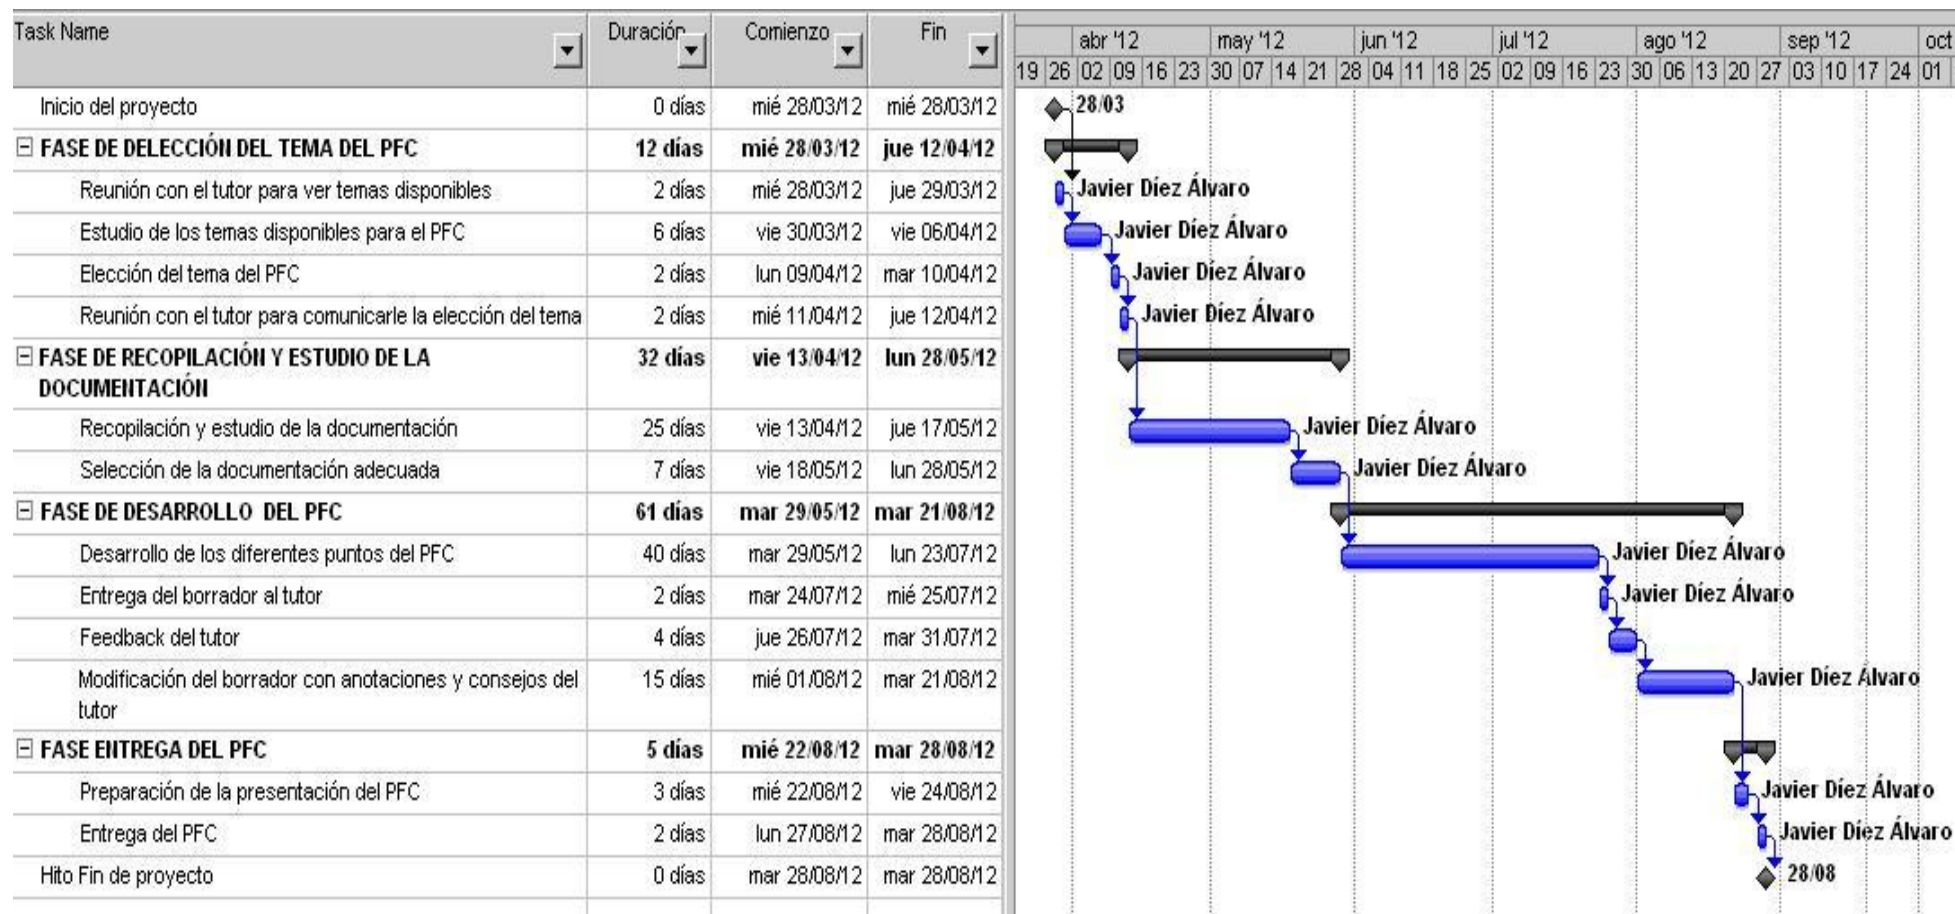 Task Name Duración Comienzo Fin
abr '12 may '12 jun '12 jul '12 ago '12 sep '12 oct
19 26 02 09 16 23 30 07 14 21 28 04 11 18 25 02 09 16 23 30 06 13 20 27 03 10 17 24 01
Inicio del proyecto 0 días mié 28/03/12 mié 28/03/12 28/03
FASE DE DELECCIÓN DEL TEMA DEL PFC 12 días mié 28/03/12 jue 12/04/12
Reunión con el tutor para ver temas disponibles 2 días mié 28/03/12 jue 29/03/12 Javier Díez Álvaro
Estudio de los temas disponibles para el PFC 6 días vie 30/03/12 vie 06/04/12 Javier Díez Álvaro
Elección del tema del PFC 2 días lun 09/04/12 mar 10/04/12 Javier Díez Álvaro
Reunión con el tutor para comunicarle la elección del tema 2 días mié 11/04/12 jue 12/04/12 Javier Díez Álvaro
FASE DE RECOPILACIÓN Y ESTUDIO DE LA 32 días vie 13/04/12 lun 28/05/12
DOCUMENTACIÓN
Recopilación y estudio de la documentación 25 días vie 13/04/12 jue 17/05/12 Javier Díez Álvaro
Selección de la documentación adecuada 7 días vie 18/05/12 lun 28/05/12 Javier Díez Álvaro
FASE DE DESARROLLO DEL PFC 61 días mar 29/05/12 mar 21/08/12
Desarrollo de los diferentes puntos del PFC 40 días mar 29/05/12 lun 23/07/12 Javier Díez Álvaro
Entrega del borrador al tutor 2 días mar 24/07/12 mié 25/07/12 Javier Díez Álvaro
Feedback del tutor 4 días jue 26/07/12 mar 31/07/12
Modificación del borrador con anotaciones y consejos del 15 días mié 01/08/12 mar 21/08/12 Javier Díez Álvaro
tutor
FASE ENTREGA DEL PFC 5 días mié 22/08/12 mar 28/08/12
Preparación de la presentación del PFC 3 días mié 22/08/12 vie 24/08/12 Javier Díez Álvaro
Entrega del PFC 2 días lun 27/08/12 mar 28/08/12 Javier Díez Álvaro
Hito Fin de proyecto 0 días mar 28/08/12 mar 28/08/12 28/08